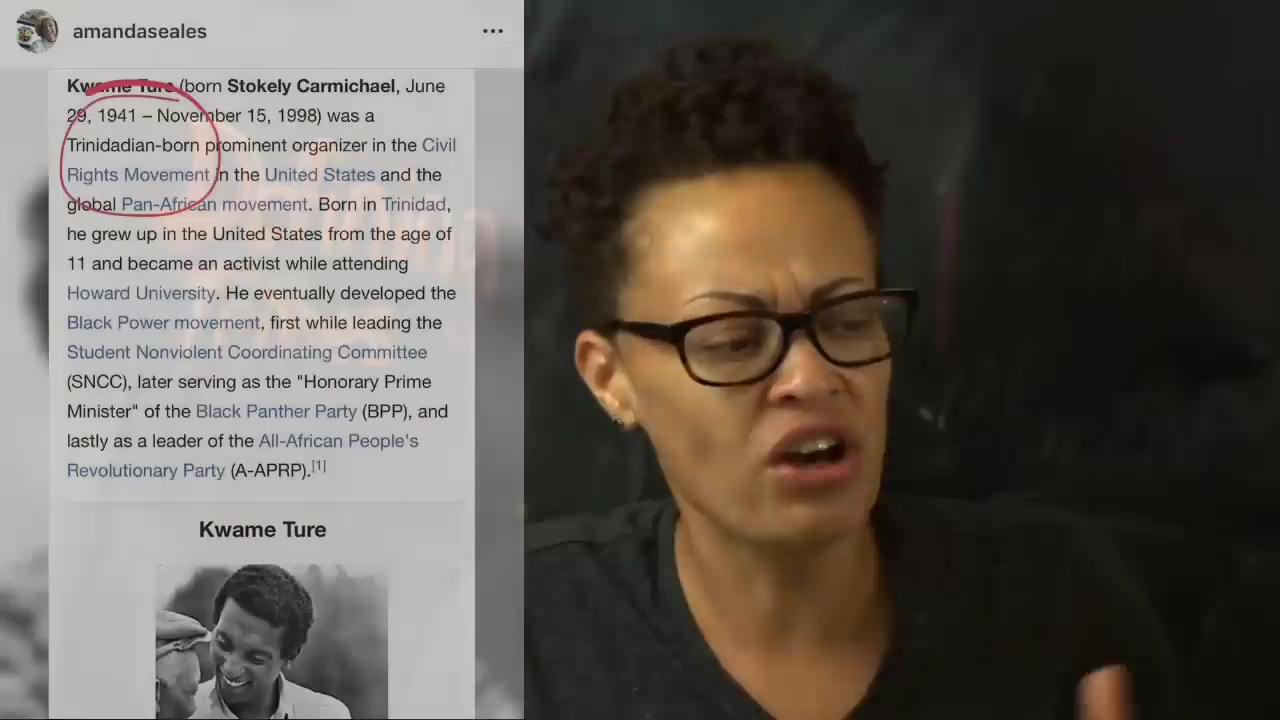 amandaseales
Kwame Ture (born Stokely Carmichael, June
29, 1941 – November 15, 1998) was a
Trinidadian-born prominent organizer in the Civil
Rights Movement in the United States and the
global Pan-African movement. Born in Trinidad,
he grew up in the United States from the age of
11 and became an activist while attending
Howard University. He eventually developed the
Black Power movement, first while leading the
Student Nonviolent Coordinating Committee
(SNCC), later serving as the "Honorary Prime
Minister" of the Black Panther Party (BPP), and
lastly as a leader of the All-African People's
Revolutionary Party (A-APRP).[1]
Kwame Ture